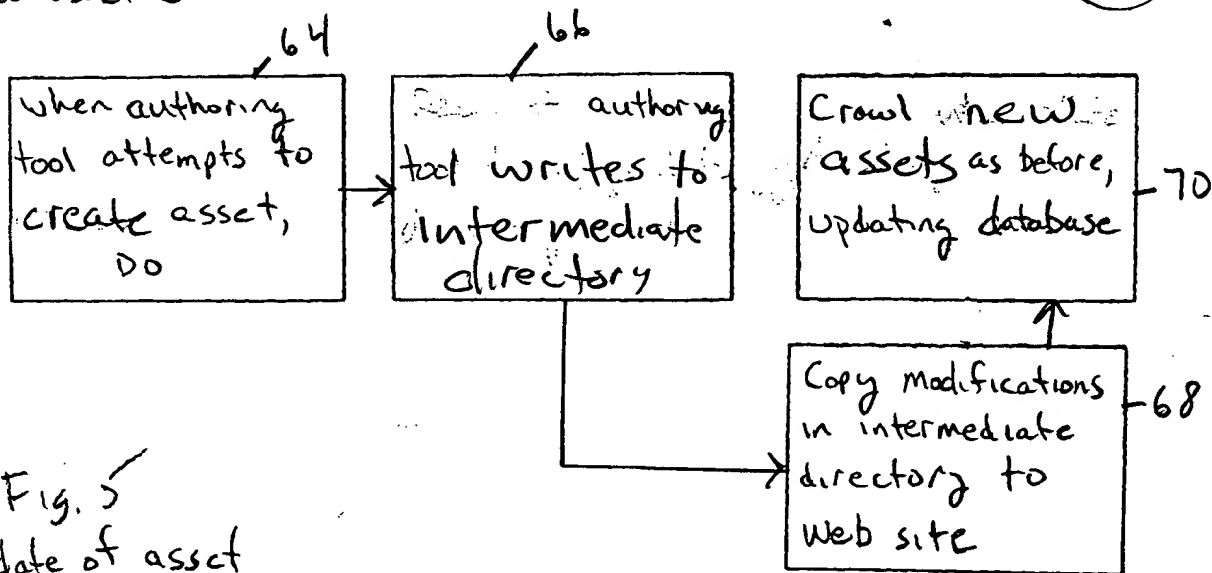 64
when authoring
tool attempts to
create asset,
DO
66
authoring
tool writes to
intermediate
directory
Crawl new
assets as before,
updating database
70
Copy modifications
in intermediate
directory to
Web site
68
Fig. 5
date of asset